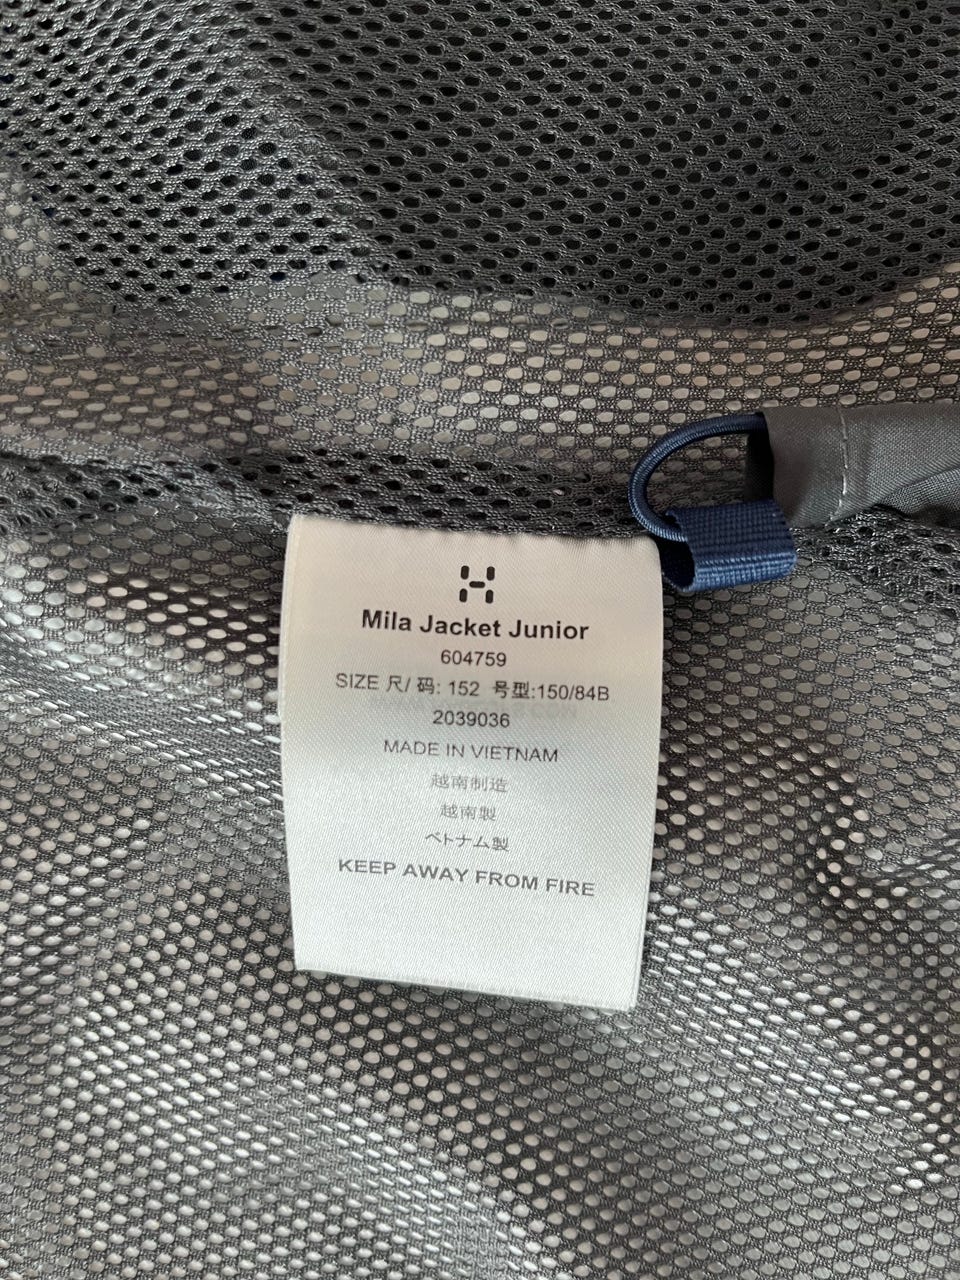 Mila Jacket Junior
604759
SIZE 尺/ 码: 152 号型:150/84B
2039036
MADE IN VIETNAM
越南制造
越南製
ベトナム製
KEEP AWAY FROM FIRE